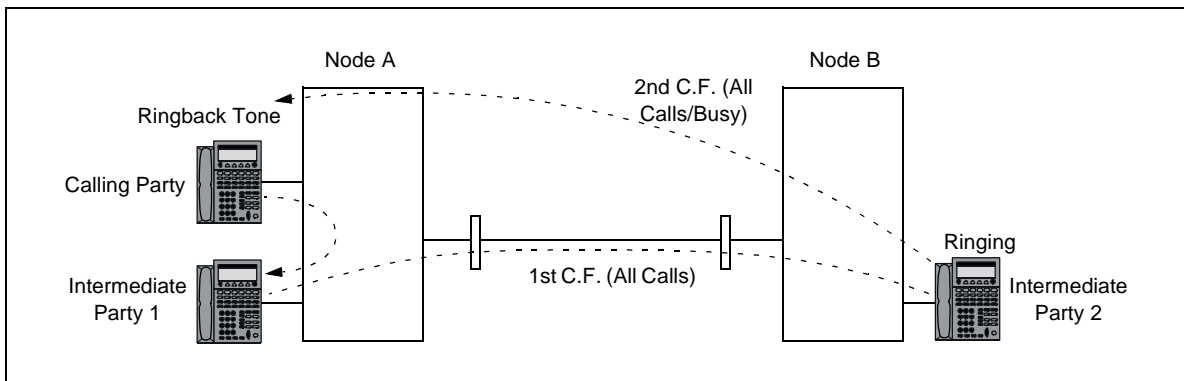 Node A
Node B
2nd C.F. (All
Calls/Busy)
Ringback Tone
Calling Party
Ringing
1st C.F. (All Calls)
Intermediate
Party 1
Intermediate
Party 2